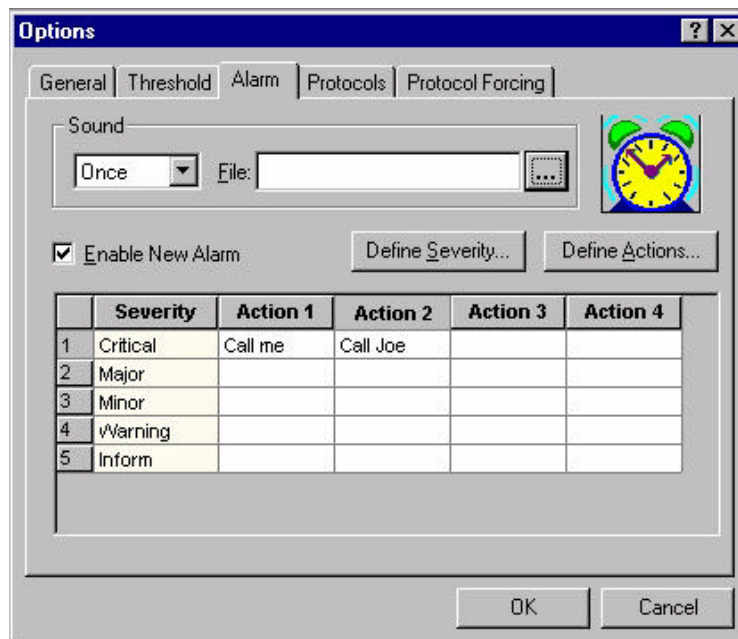 Options
General Threshold Alarm Protocols Protocol Forcing
Sound
Once File: ...
Enable New Alarm Define Severity... Define Actions...
Severity Action 1 Action 2 Action 3 Action 4
1 Critical Call me Call Joe
2 Major
3 Minor
4 Warning
5 Inform
OK Cancel